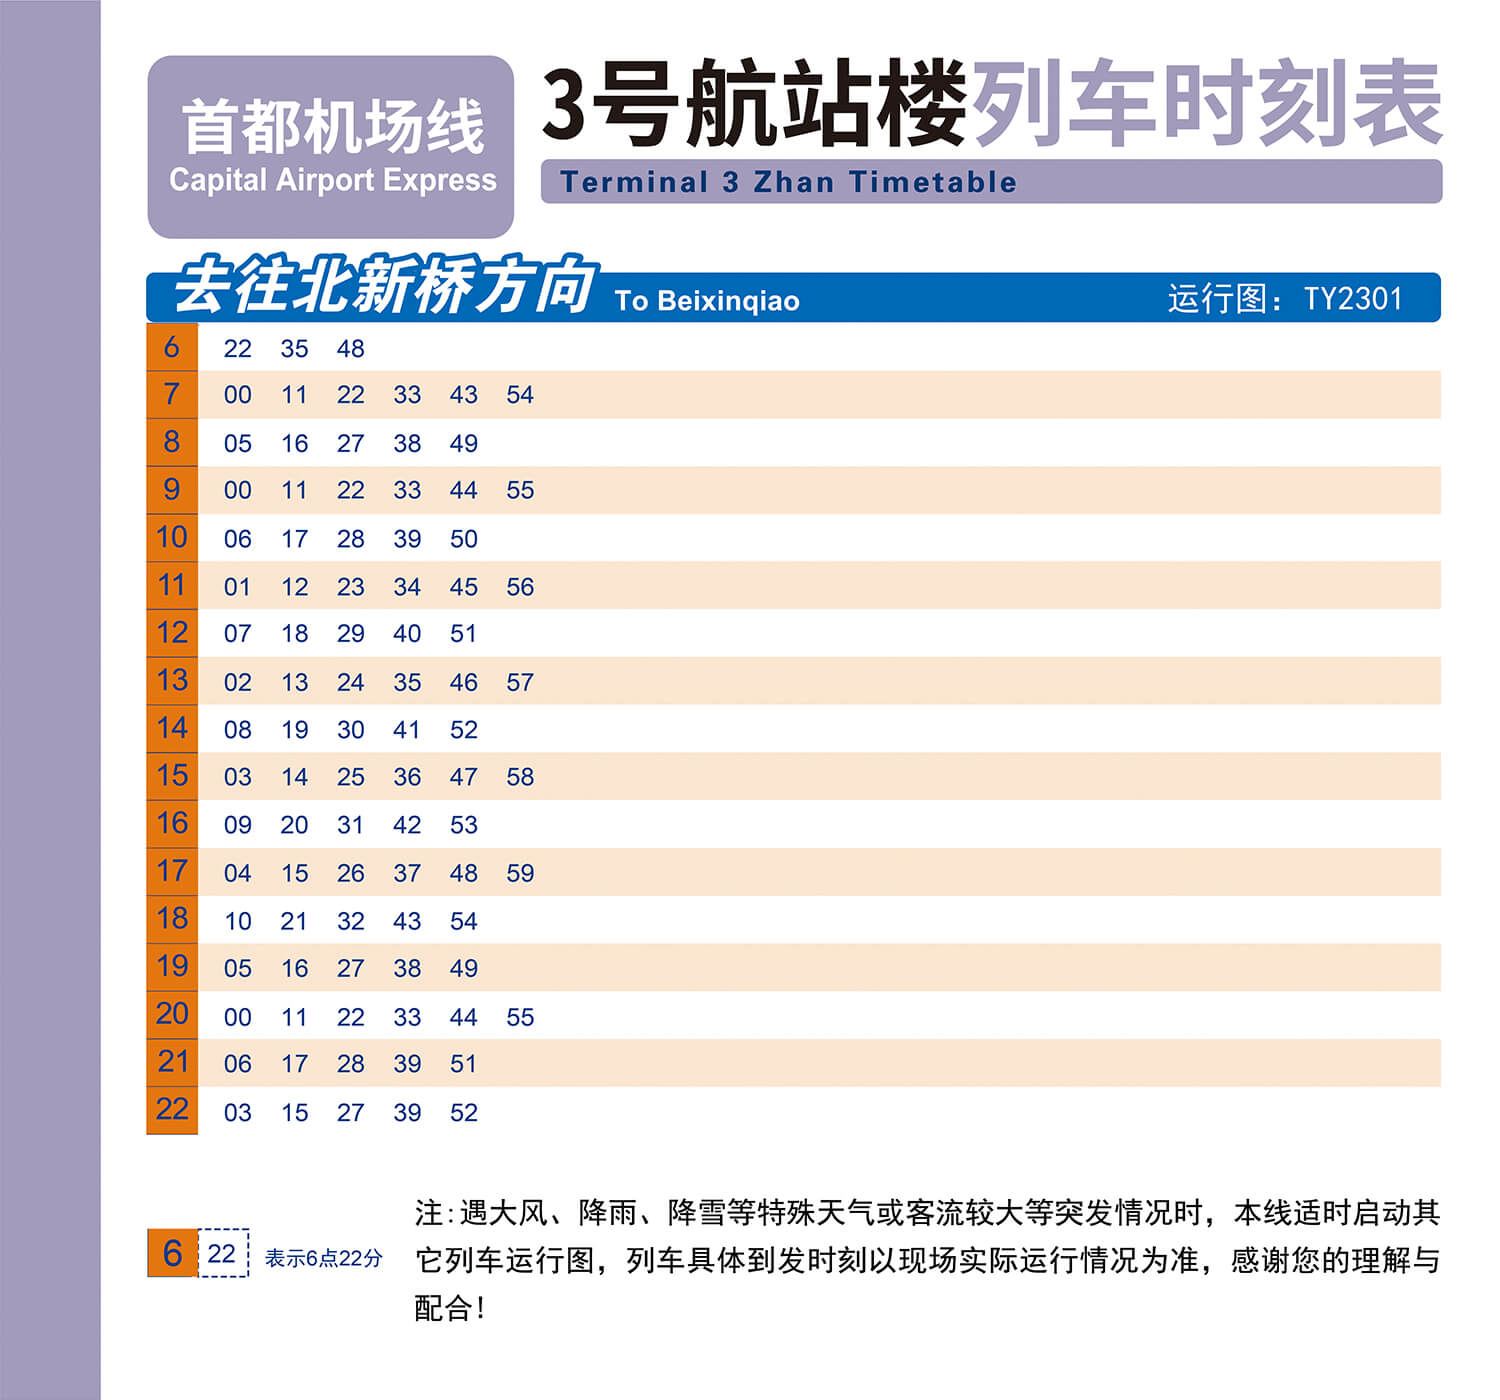 首都机场线
Capital Airport Express
3号航站楼列车时刻表
Terminal 3 Zhan Timetable
去往北新桥方向 To Beixinqiao 运行图：TY2301
6 22 35 48
7 00 11 22 33 43 54
8 05 16 27 38 49
9 00 11 22 33 44 55
10 06 17 28 39 50
11 01 12 23 34 45 56
12 07 18 29 40 51
13 02 13 24 35 46 57
14 08 19 30 41 52
15 03 14 25 36 47 58
16 09 20 31 42 53
17 04 15 26 37 48 59
18 10 21 32 43 54
19 05 16 27 38 49
20 00 11 22 33 44 55
21 06 17 28 39 51
22 03 15 27 39 52
6 22 表示6点22分
注:遇大风、降雨、降雪等特殊天气或客流较大等突发情况时，本线适时启动其
它列车运行图，列车具体到发时刻以现场实际运行情况为准，感谢您的理解与
配合!